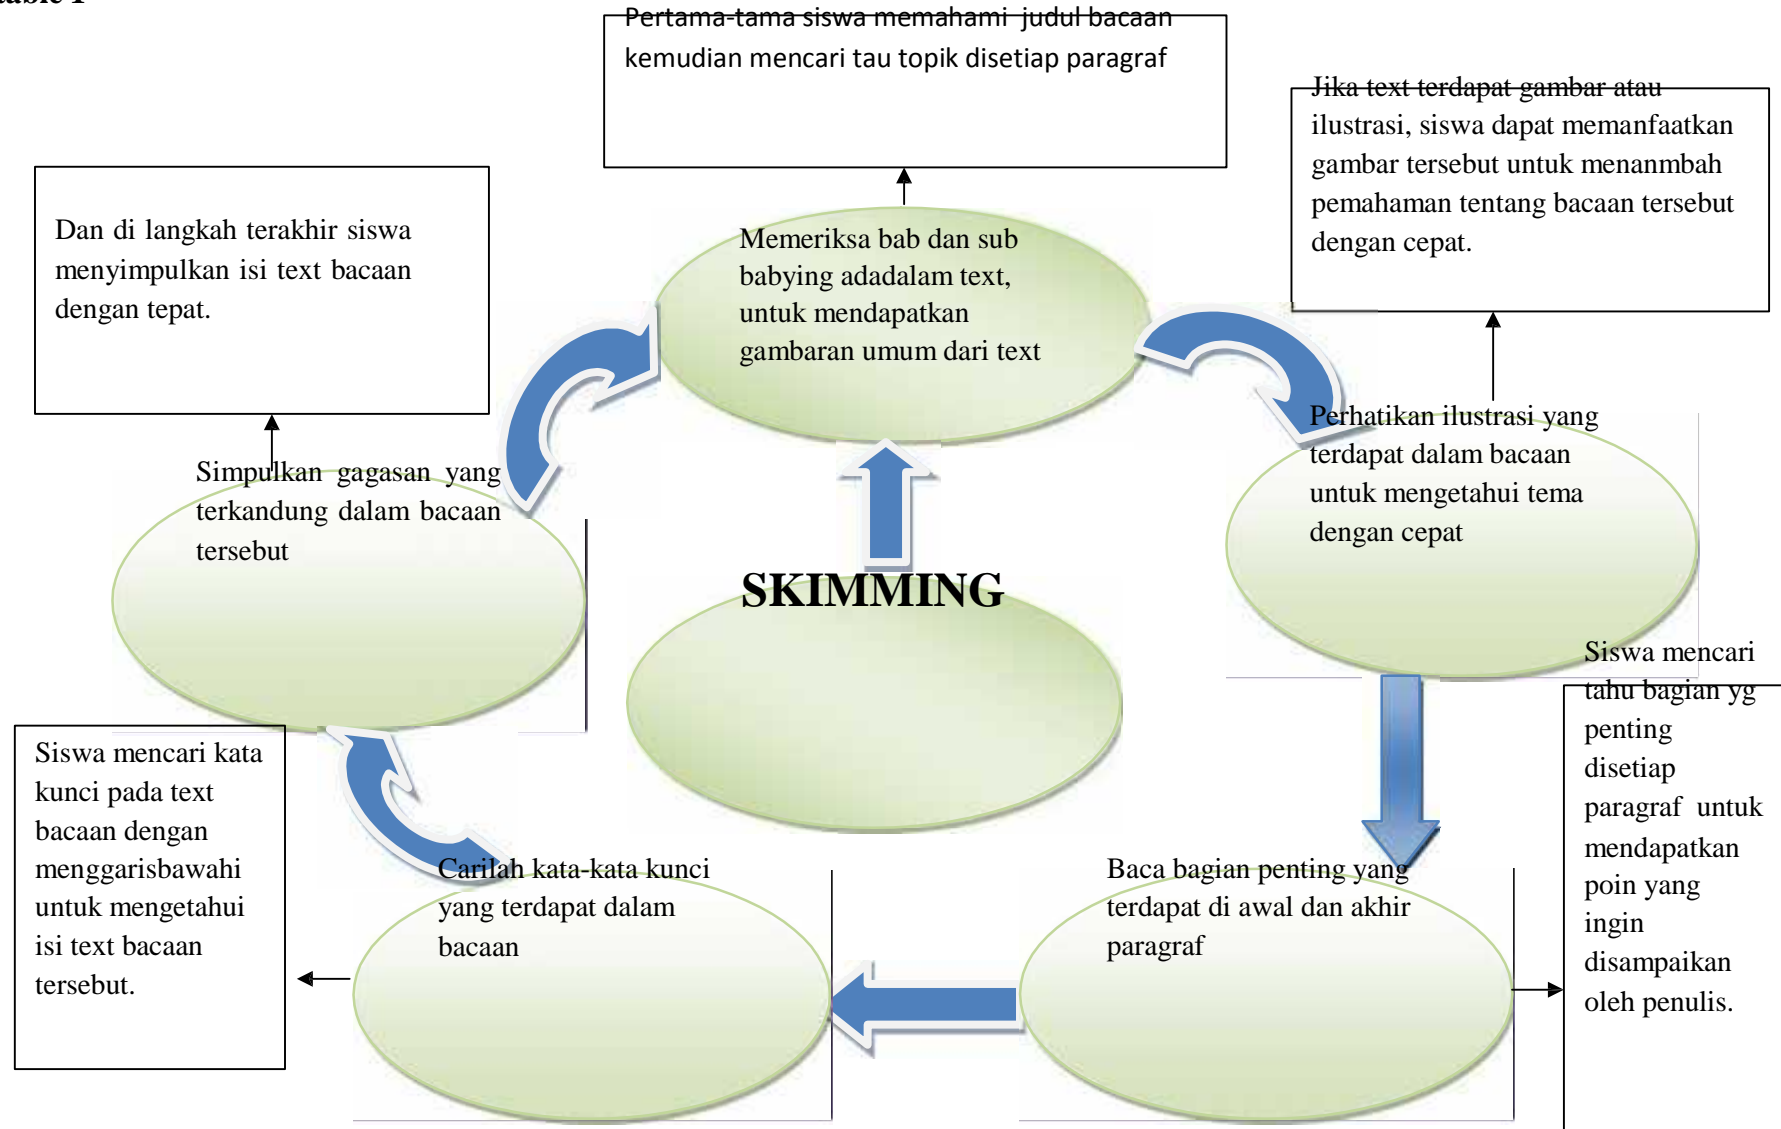 table 1
Pertama-tama siswa memahami judul bacaan
kemudian mencari tau topik disetiap paragraf
Jika text terdapat gambar atau
ilustrasi, siswa dapat memanfaatkan
gambar tersebut untuk menanmbah
pemahaman tentang bacaan tersebut
dengan cepat.
Dan di langkah terakhir siswa
menyimpulkan isi text bacaan
dengan tepat.
Memeriksa bab dan sub
babying adadalam text,
untuk mendapatkan
gambaran umum dari text
Perhatikan ilustrasi yang
terdapat dalam bacaan
untuk mengetahui tema
dengan cepat
Simpulkan gagasan yang
terkandung dalam bacaan
tersebut
SKIMMING
Siswa mencari
tahu bagian yg
penting
disetiap
paragraf untuk
mendapatkan
poin yang
ingin
disampaikan
oleh penulis.
Siswa mencari kata
kunci pada text
bacaan dengan
menggarisbawahi
untuk mengetahui
isi text bacaan
tersebut.
Carilah kata-kata kunci
yang terdapat dalam
bacaan
Baca bagian penting yang
terdapat di awal dan akhir
paragraf